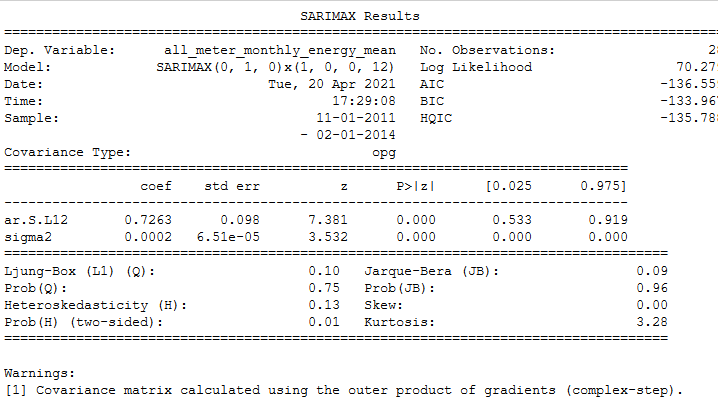 SARIMAX Results
==============================================================================
Dep. Variable: all_meter_monthly_energy_mean No. Observations: 28
Model: SARIMAX(0, 1, 0)x(1, 0, 0, 12) Log Likelihood 70.27
Date: Tue, 20 Apr 2021 AIC -136.55
Time: 17:29:08 BIC -133.96
Sample: 11-01-2011 HQIC -135.78
- 02-01-2014
Covariance Type: opg
==============================================================================
coef std err z P>|z| [0.025 0.975]
------------------------------------------------------------------------------
ar.S.L12 0.7263 0.098 7.381 0.000 0.533 0.919
sigma2 0.0002 6.51e-05 3.532 0.000 0.000 0.000
===================================================================================
Ljung-Box (L1) (Q): 0.10 Jarque-Bera (JB): 0.09
Prob(Q): 0.75 Prob(JB): 0.96
Heteroskedasticity (H): 0.13 Skew: 0.00
Prob(H) (two-sided): 0.01 Kurtosis: 3.28
===================================================================================
Warnings:
[1] Covariance matrix calculated using the outer product of gradients (complex-step).